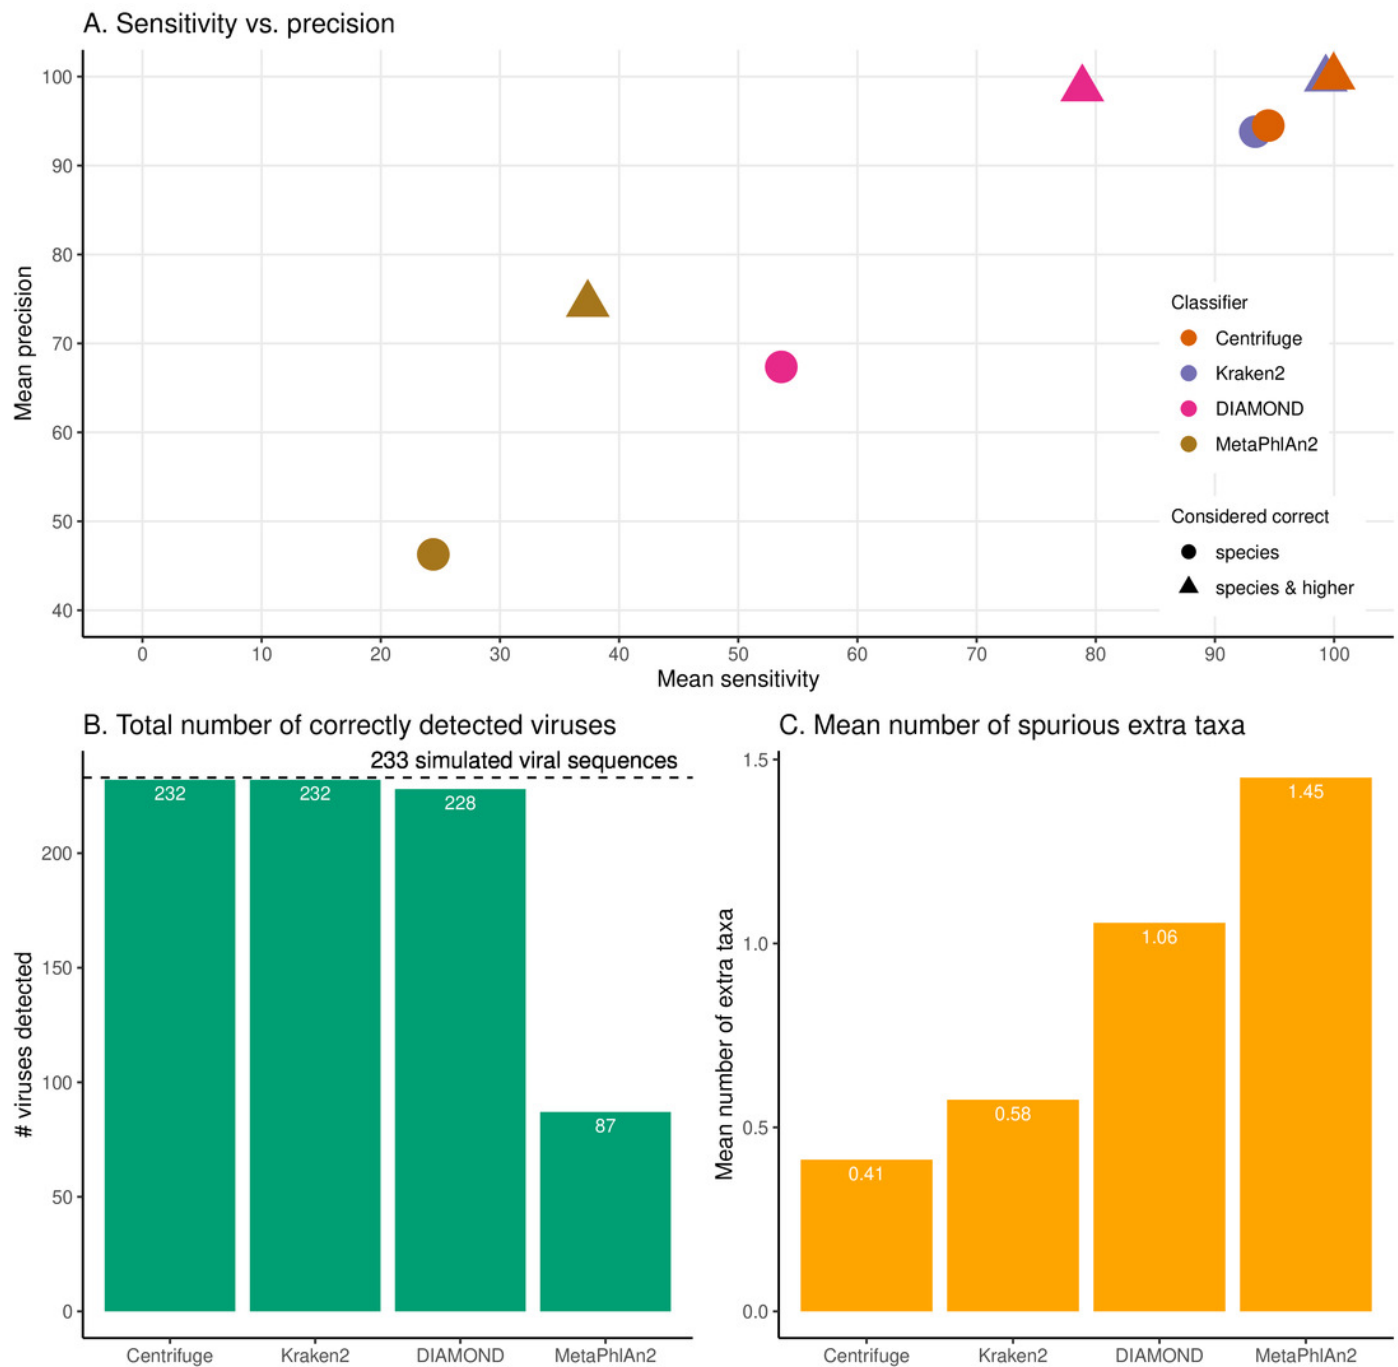 A. Sensitivity vs. precision
100
90
80
70
60
50
40
Mean precision
0 10 20 30 40 50 60 70 80 90 100
Mean sensitivity
Classifier
Centrifuge
Kraken2
DIAMOND
MetaPhlAn2
Considered correct
species
species & higher
B. Total number of correctly detected viruses
233 simulated viral sequences
232 232 228 87
200
150
100
50
0
# viruses detected
Centrifuge Kraken2 DIAMOND MetaPhlAn2
C. Mean number of spurious extra taxa
1.5
1.0
0.5
0.0
Mean number of extra taxa
0.41 0.58 1.06 1.45
Centrifuge Kraken2 DIAMOND MetaPhlAn2